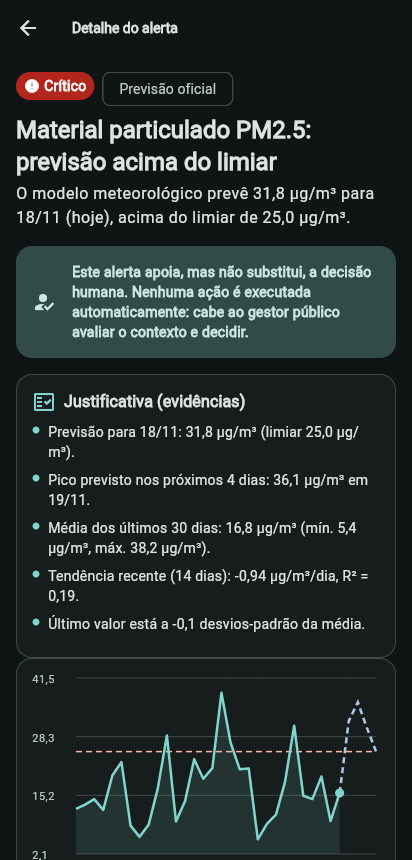 Detalhe do alerta
Crítico
Previsão oficial
Material particulado PM2.5:
previsão acima do limiar
O modelo meteorológico prevê 31,8 µg/m³ para
18/11 (hoje), acima do limiar de 25,0 µg/m³.
Este alerta apoia, mas não substitui, a decisão
humana. Nenhuma ação é executada
automaticamente: cabe ao gestor público
avaliar o contexto e decidir.
Justificativa (evidências)
Previsão para 18/11: 31,8 µg/m³ (limiar 25,0 µg/
m³).
Pico previsto nos próximos 4 dias: 36,1 µg/m³ em
19/11.
Média dos últimos 30 dias: 16,8 µg/m³ (mín. 5,4
µg/m³, máx. 38,2 µg/m³).
Tendência recente (14 dias): -0,94 µg/m³/dia, R² =
0,19.
Último valor está a -0,1 desvios-padrão da média.
41,5
28,3
15,2
2,1